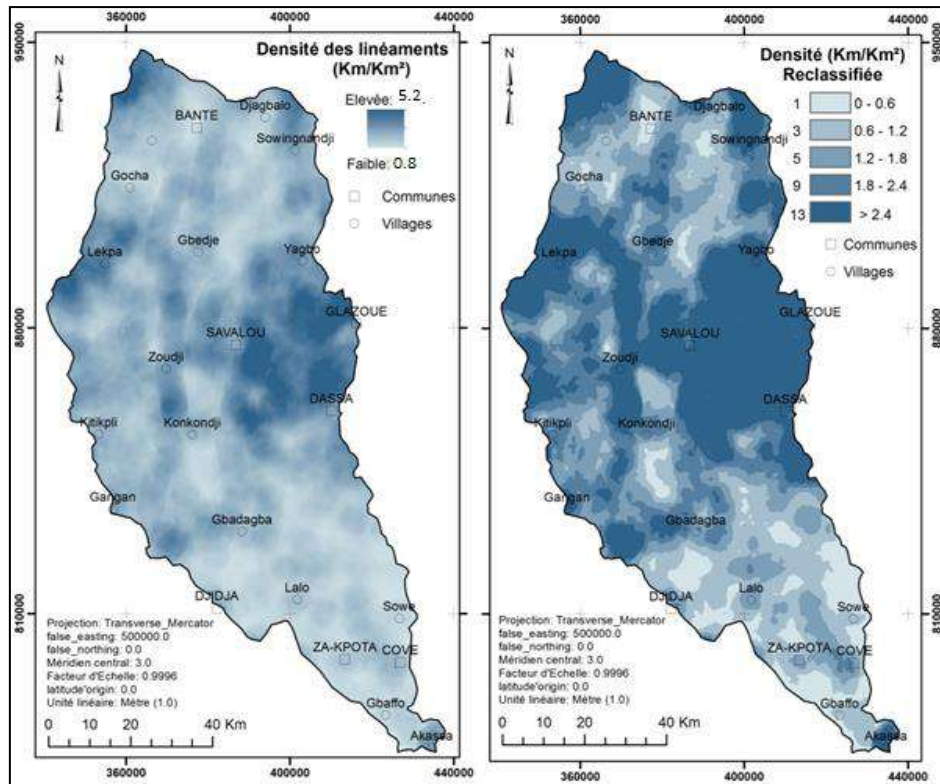 360000 400000 440000
950000
880000
810000
Densité des linéaments
(Km/Km²)
Elevée: 5.2
Faible: 0.8
Communes
Villages
N
BANTE
Djagbalo
Sowingnandji
Gocha
Gbedje
Yagbo
Lekpa
GLAZOUE
SAVALOU
Zoudji
DASSA
Kitikpli
Konkondji
Gangan
Gbadagba
DJIDJA
Lalo
Sowe
ZA-KPOTA
COVE
Gbaffo
Akassa
Projection: Transverse_Mercator
false_easting: 500000.0
false_northing: 0.0
Méridien central: 3.0
Facteur d'Echelle: 0.9996
latitude'origin: 0.0
Unité linéaire: Mètre (1.0)
0 10 20 40 Km
360000 400000 440000
360000 400000 440000
950000
880000
810000
Densité (Km/Km²)
Reclassifiée
1 0 - 0.6
3 0.6 - 1.2
5 1.2 - 1.8
9 1.8 - 2.4
13 > 2.4
Communes
Villages
N
BANTE
Djagbalo
Sowingnandji
Gocha
Gbedje
Yagbo
Lekpa
GLAZOUE
SAVALOU
Zoudji
DASSA
Kitikpli
Konkondji
Gangan
Gbadagba
DJIDJA
Lalo
Sowe
ZA-KPOTA
COVE
Gbaffo
Akassa
Projection: Transverse_Mercator
false_easting: 500000.0
false_northing: 0.0
Méridien central: 3.0
Facteur d'Echelle: 0.9996
latitude'origin: 0.0
Unité linéaire: Mètre (1.0)
0 5 10 20 30 40 Km
360000 400000 440000